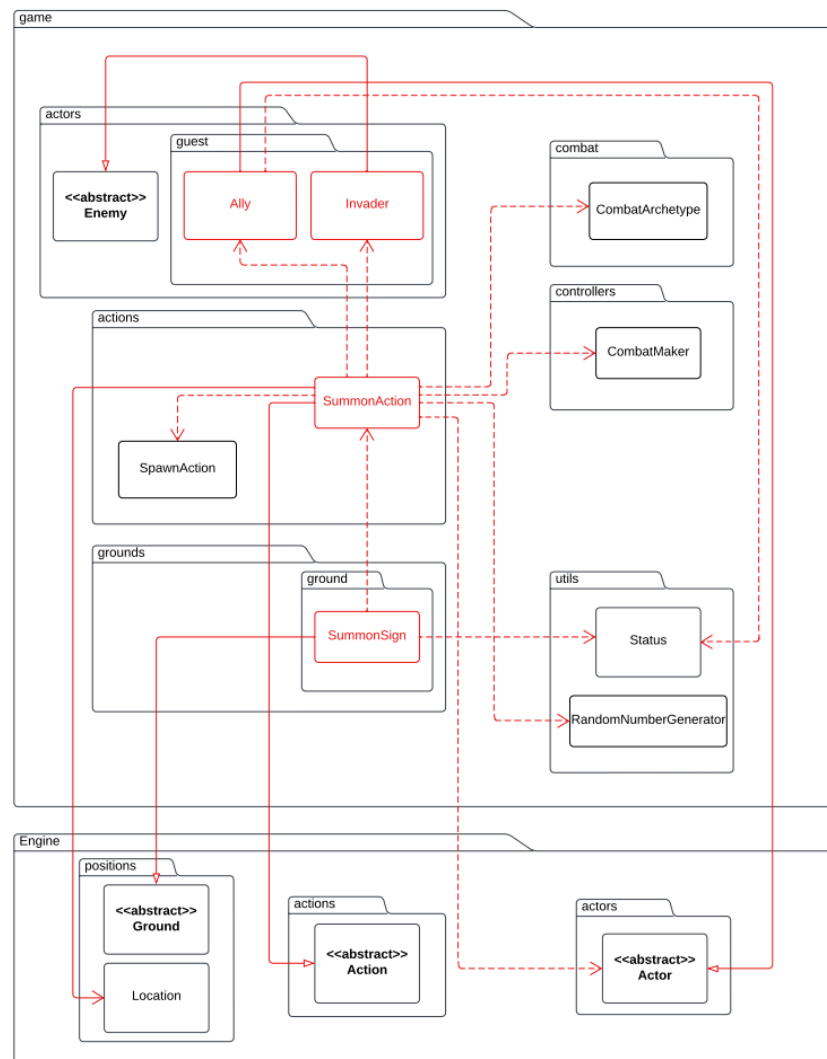 game
actors
guest
<<abstract>>
Enemy
Ally
Invader
combat
CombatArchetype
actions
controllers
CombatMaker
SummonAction
SpawnAction
grounds
ground
SummonSign
utils
Status
RandomNumberGenerator
Engine
positions
<<abstract>>
Ground
Location
actions
<<abstract>>
Action
actors
<<abstract>>
Actor